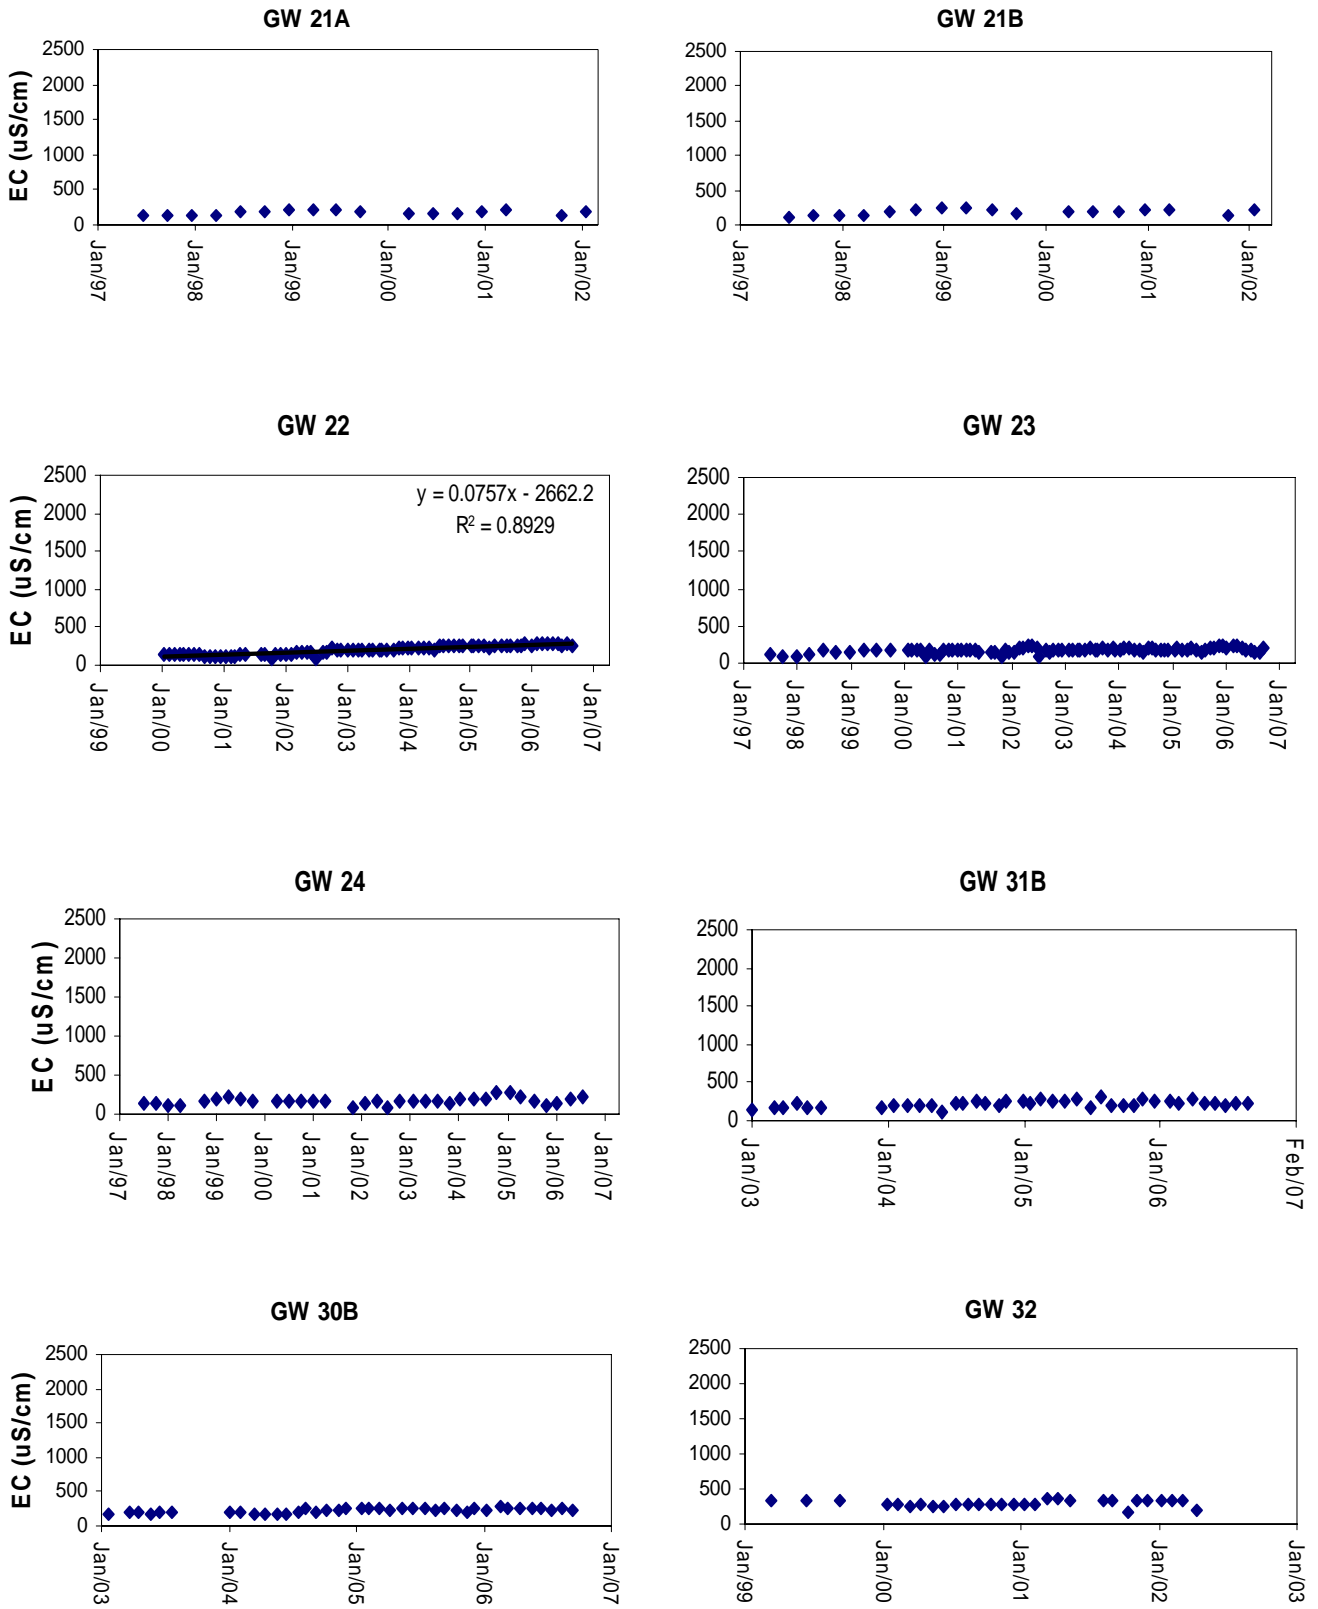 GW 21A
EC (uS/cm)
2500
2000
1500
1000
500
0
Jan/97
Jan/98
Jan/99
Jan/00
Jan/01
Jan/02
GW 21B
2500
2000
1500
1000
500
0
Jan/97
Jan/98
Jan/99
Jan/00
Jan/01
Jan/02
GW 22
EC (uS/cm)
2500
2000
1500
1000
500
0
y = 0.0757x - 2662.2
R² = 0.8929
Jan/99
Jan/00
Jan/01
Jan/02
Jan/03
Jan/04
Jan/05
Jan/06
Jan/07
GW 23
2500
2000
1500
1000
500
0
Jan/97
Jan/98
Jan/99
Jan/00
Jan/01
Jan/02
Jan/03
Jan/04
Jan/05
Jan/06
Jan/07
GW 24
EC (uS/cm)
2500
2000
1500
1000
500
0
Jan/97
Jan/98
Jan/99
Jan/00
Jan/01
Jan/02
Jan/03
Jan/04
Jan/05
Jan/06
Jan/07
GW 31B
2500
2000
1500
1000
500
0
Jan/03
Jan/04
Jan/05
Jan/06
Feb/07
GW 30B
EC (uS/cm)
2500
2000
1500
1000
500
0
Jan/03
Jan/04
Jan/05
Jan/06
Jan/07
GW 32
2500
2000
1500
1000
500
0
Jan/99
Jan/00
Jan/01
Jan/02
Jan/03